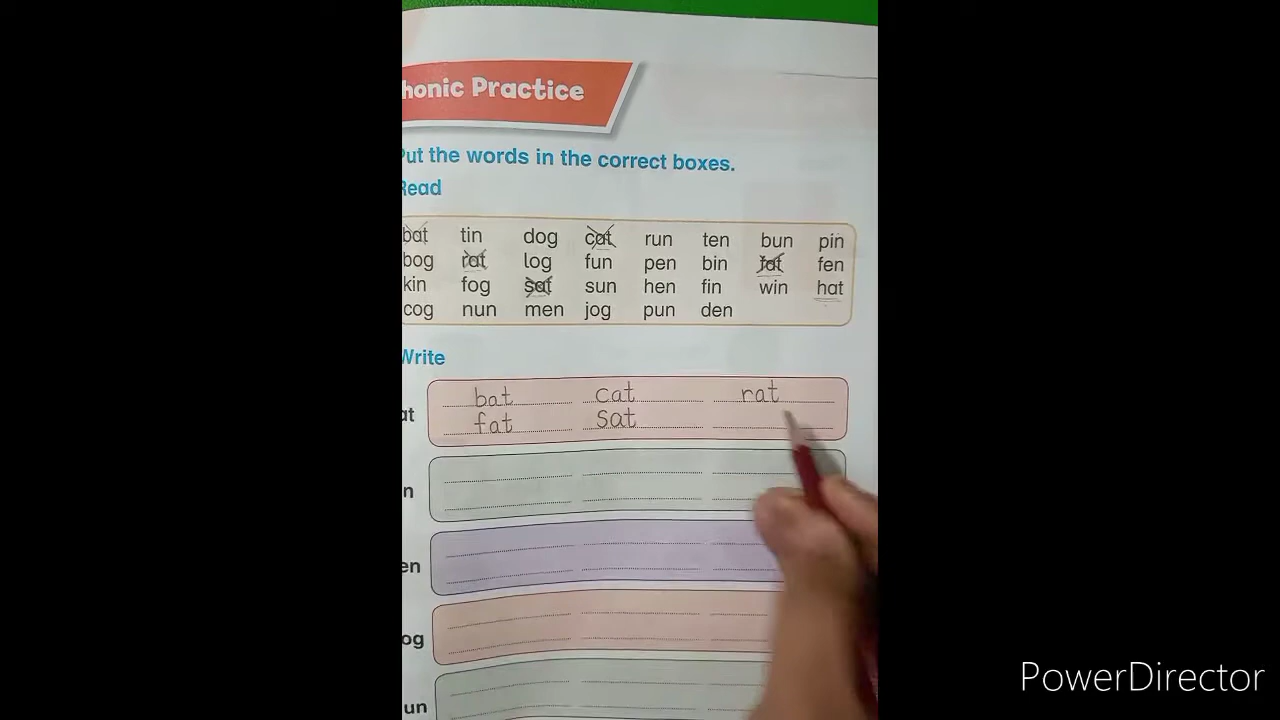 honic Practice
Put the words in the correct boxes.
Read
bat tin dog cat run ten bun pin
bog rat log fun pen bin fat fen
kin fog sat sun hen fin win hat
cog nun men jog pun den
Write
at bat cat rat
fat sat
n
en
og
un
PowerDirector